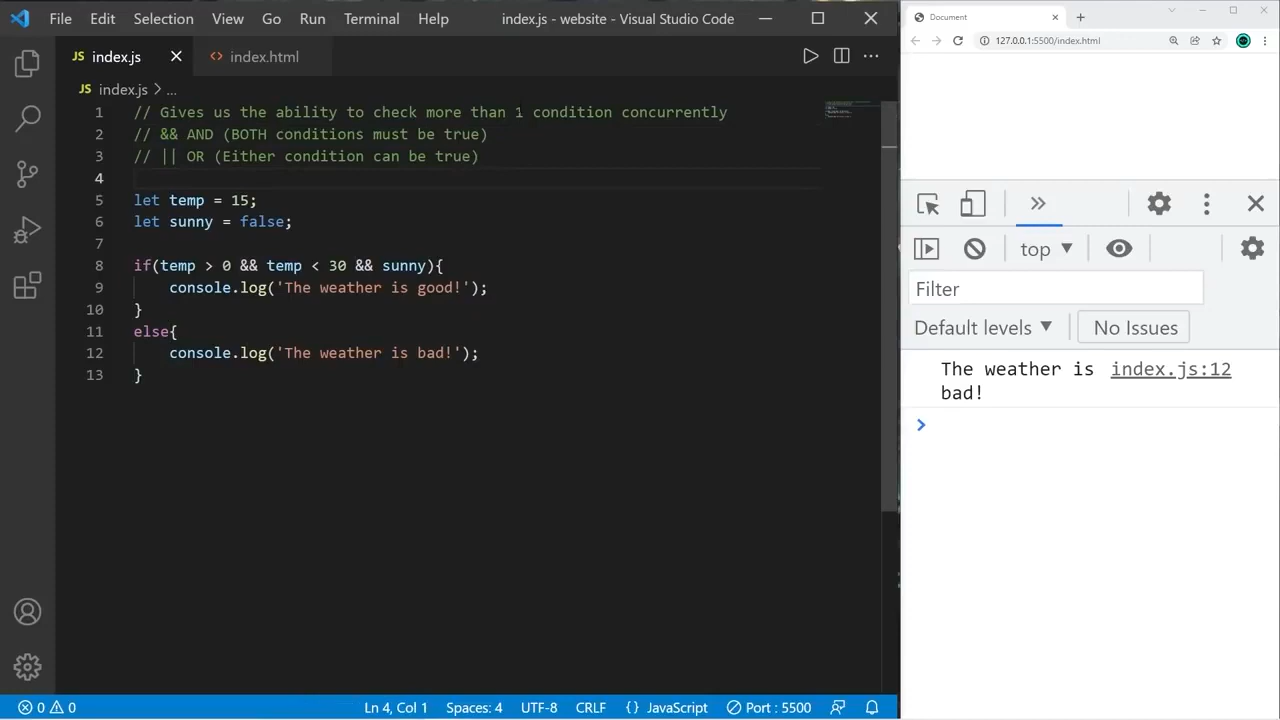 File Edit Selection View Go Run Terminal Help index.js - website - Visual Studio Code
JS index.js index.html
JS index.js > ...
1 // Gives us the ability to check more than 1 condition concurrently
2 // && AND (BOTH conditions must be true)
3 // || OR (Either condition can be true)
4
5 let temp = 15;
6 let sunny = false;
7
8 if(temp > 0 && temp < 30 && sunny){
9 console.log('The weather is good!');
10 }
11 else{
12 console.log('The weather is bad!');
13 }
0 0 Ln 4, Col 1 Spaces: 4 UTF-8 CRLF {} JavaScript Port : 5500
Document
127.0.0.1:5500/index.html
top
Filter
Default levels No Issues
The weather is index.js:12
bad!